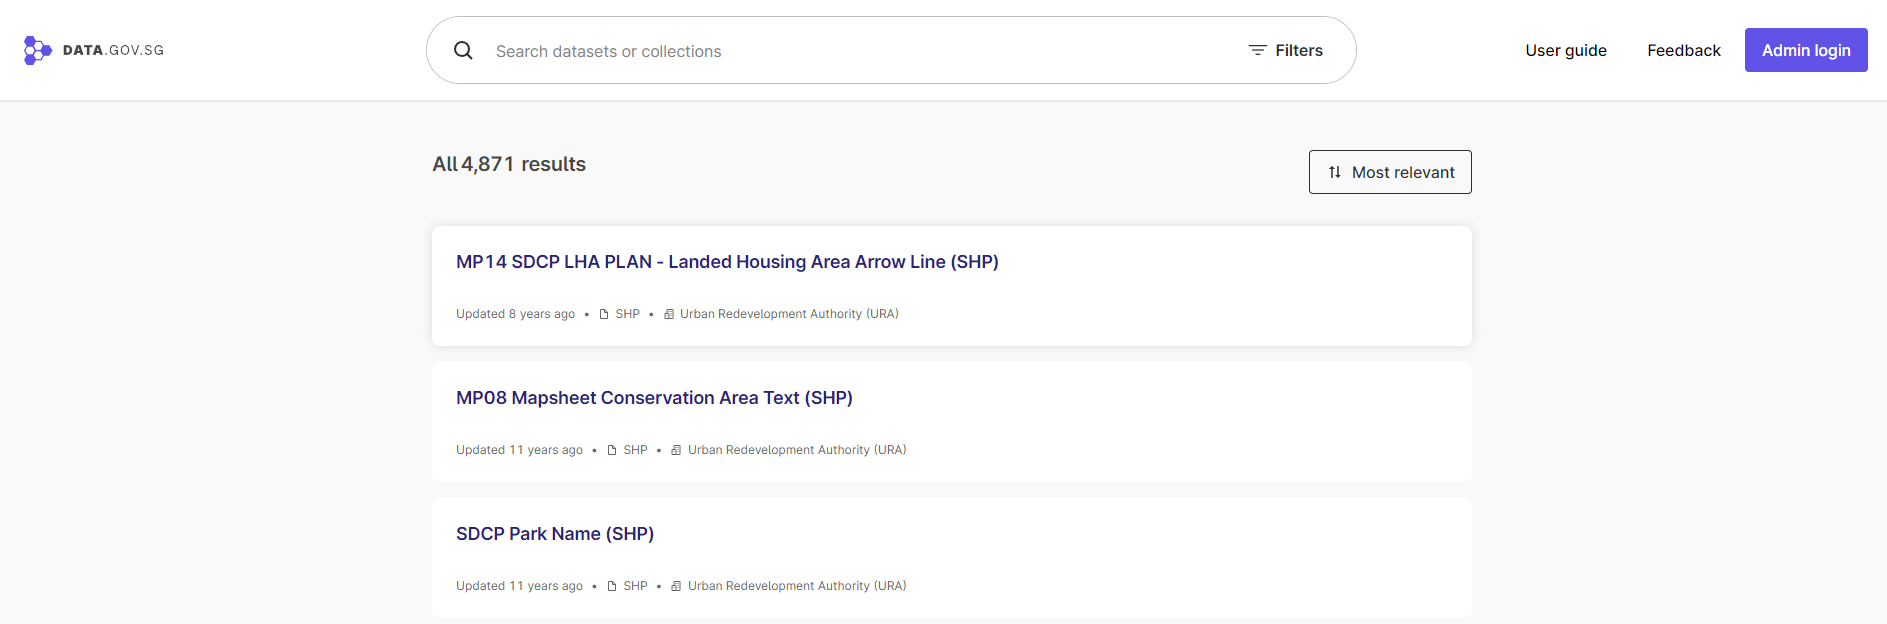 DATA.GOV.SG
Search datasets or collections
Filters
User guide
Feedback
Admin login
All 4,871 results
Most relevant
MP14 SDCP LHA PLAN - Landed Housing Area Arrow Line (SHP)
Updated 8 years ago • SHP • Urban Redevelopment Authority (URA)
MP08 Mapsheet Conservation Area Text (SHP)
Updated 11 years ago • SHP • Urban Redevelopment Authority (URA)
SDCP Park Name (SHP)
Updated 11 years ago • SHP • Urban Redevelopment Authority (URA)